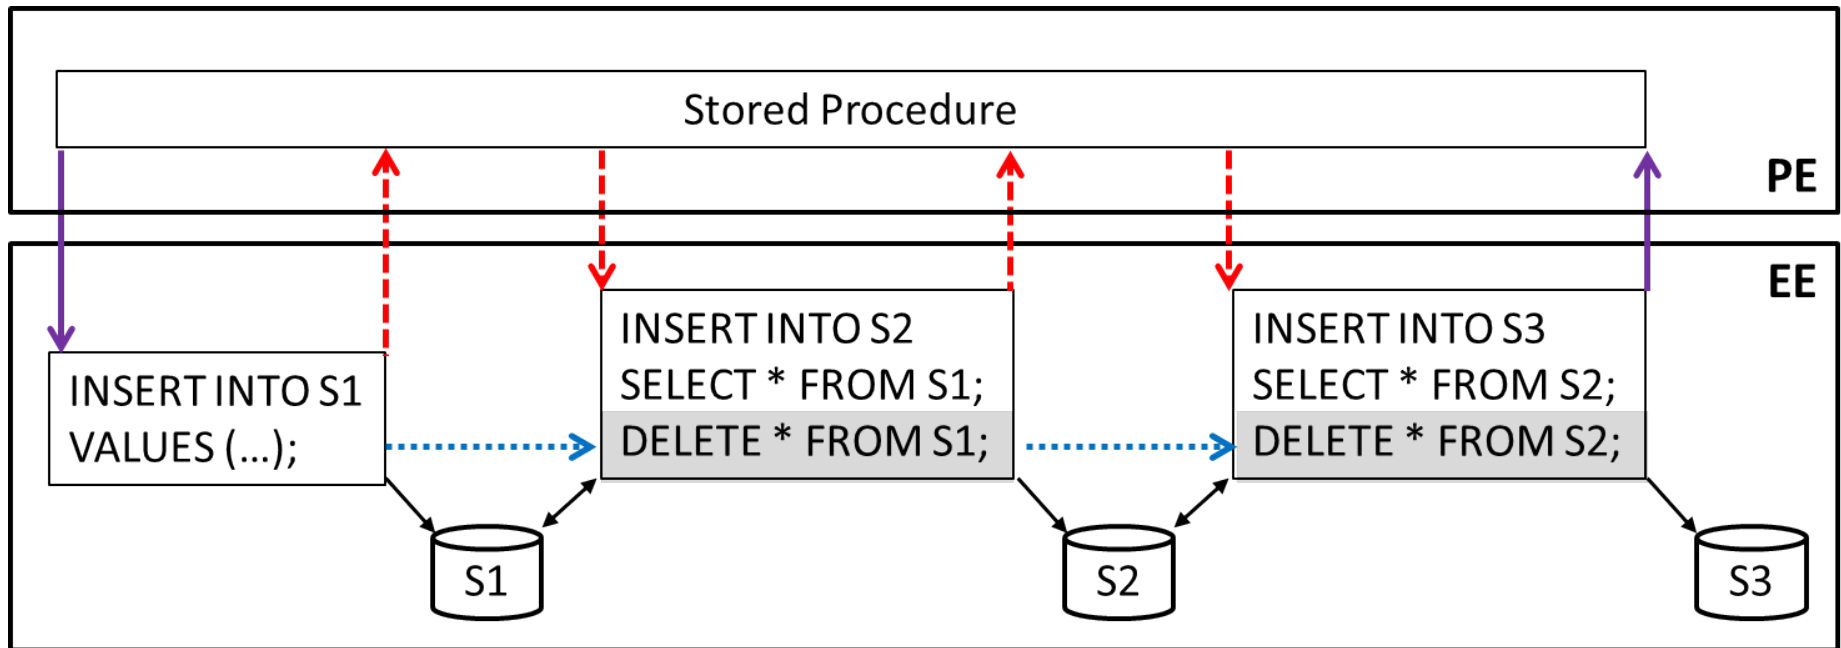 Stored Procedure
PE
EE
INSERT INTO S1
VALUES (...);
INSERT INTO S2
SELECT * FROM S1;
DELETE * FROM S1;
INSERT INTO S3
SELECT * FROM S2;
DELETE * FROM S2;
S1
S2
S3